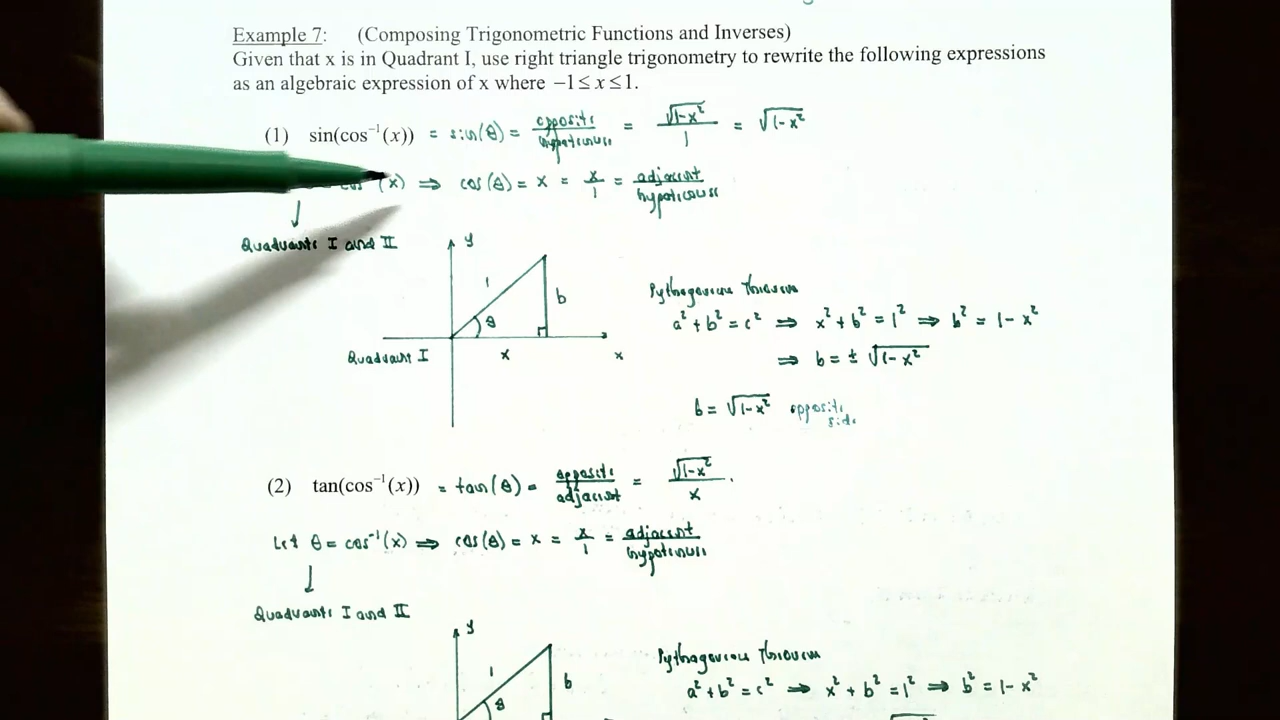 Example 7: (Composing Trigonometric Functions and Inverses)
Given that x is in Quadrant I, use right triangle trigonometry to rewrite the following expressions
as an algebraic expression of x where −1 ≤ x ≤ 1.
(1) sin(cos⁻¹(x)) = sin(θ) = opposite/hypotenuse = √(1-x²)/1 = √(1-x²)
cos⁻¹(x) ⇒ cos(θ) = x = x/1 = adjacent/hypotenuse
↓
Quadrants I and II
y
1
b
θ
Quadrant I
x
x
Pythagorean Theorem
a² + b² = c² ⇒ x² + b² = 1² ⇒ b² = 1 - x²
⇒ b = ± √(1-x²)
b = √(1-x²) opposite
side
(2) tan(cos⁻¹(x)) = tan(θ) = opposite/adjacent = √(1-x²)/x.
Let θ = cos⁻¹(x) ⇒ cos(θ) = x = x/1 = adjacent/hypotenuse
↓
Quadrants I and II
y
1
b
θ
Pythagorean Theorem
a² + b² = c² ⇒ x² + b² = 1² ⇒ b² = 1 - x²